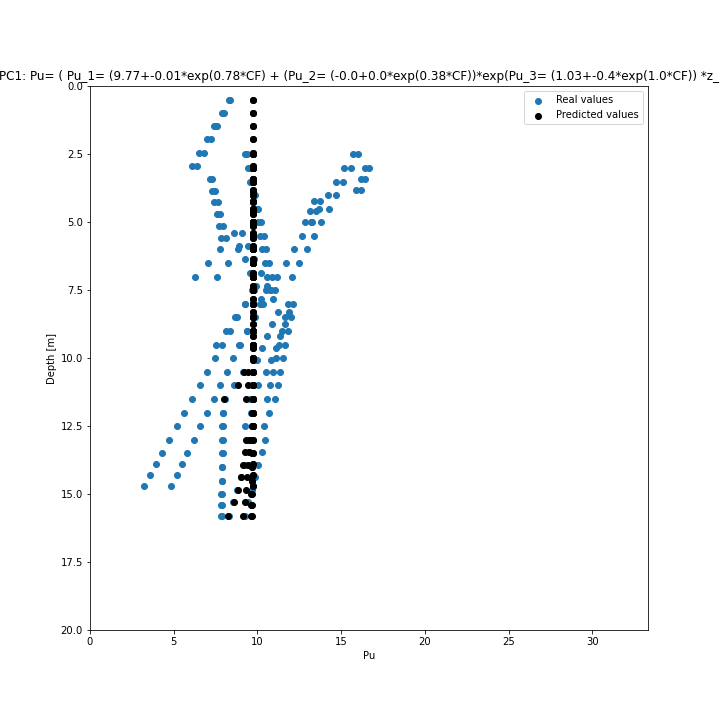 PC1: Pu= ( Pu_1= (9.77+-0.01*exp(0.78*CF) + (Pu_2= (-0.0+0.0*exp(0.38*CF))*exp(Pu_3= (1.03+-0.4*exp(1.0*CF)) *z_
Real values
Predicted values
0.0
2.5
5.0
7.5
10.0
12.5
15.0
17.5
20.0
Depth [m]
0 5 10 15 20 25 30
Pu